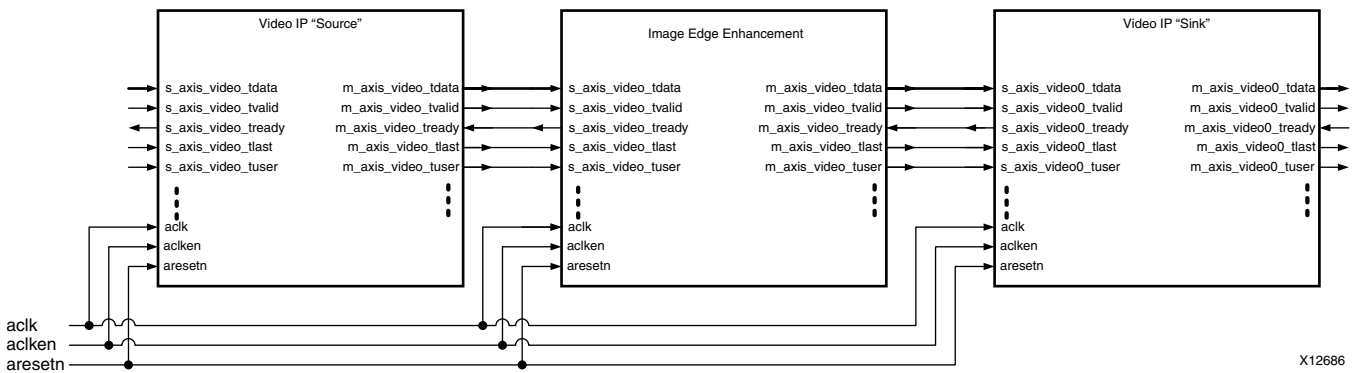 Video IP “Source”
s_axis_video_tdata
s_axis_video_tvalid
s_axis_video_tready
s_axis_video_tlast
s_axis_video_tuser
m_axis_video_tdata
m_axis_video_tvalid
m_axis_video_tready
m_axis_video_tlast
m_axis_video_tuser
aclk
aclken
aresetn
Image Edge Enhancement
s_axis_video_tdata
s_axis_video_tvalid
s_axis_video_tready
s_axis_video_tlast
s_axis_video_tuser
m_axis_video_tdata
m_axis_video_tvalid
m_axis_video_tready
m_axis_video_tlast
m_axis_video_tuser
aclk
aclken
aresetn
Video IP “Sink”
s_axis_video0_tdata
s_axis_video0_tvalid
s_axis_video0_tready
s_axis_video0_tlast
s_axis_video0_tuser
m_axis_video0_tdata
m_axis_video0_tvalid
m_axis_video_tready
m_axis_video0_tlast
m_axis_video0_tuser
aclk
aclken
aresetn
aclk
aclken
aresetn
X12686